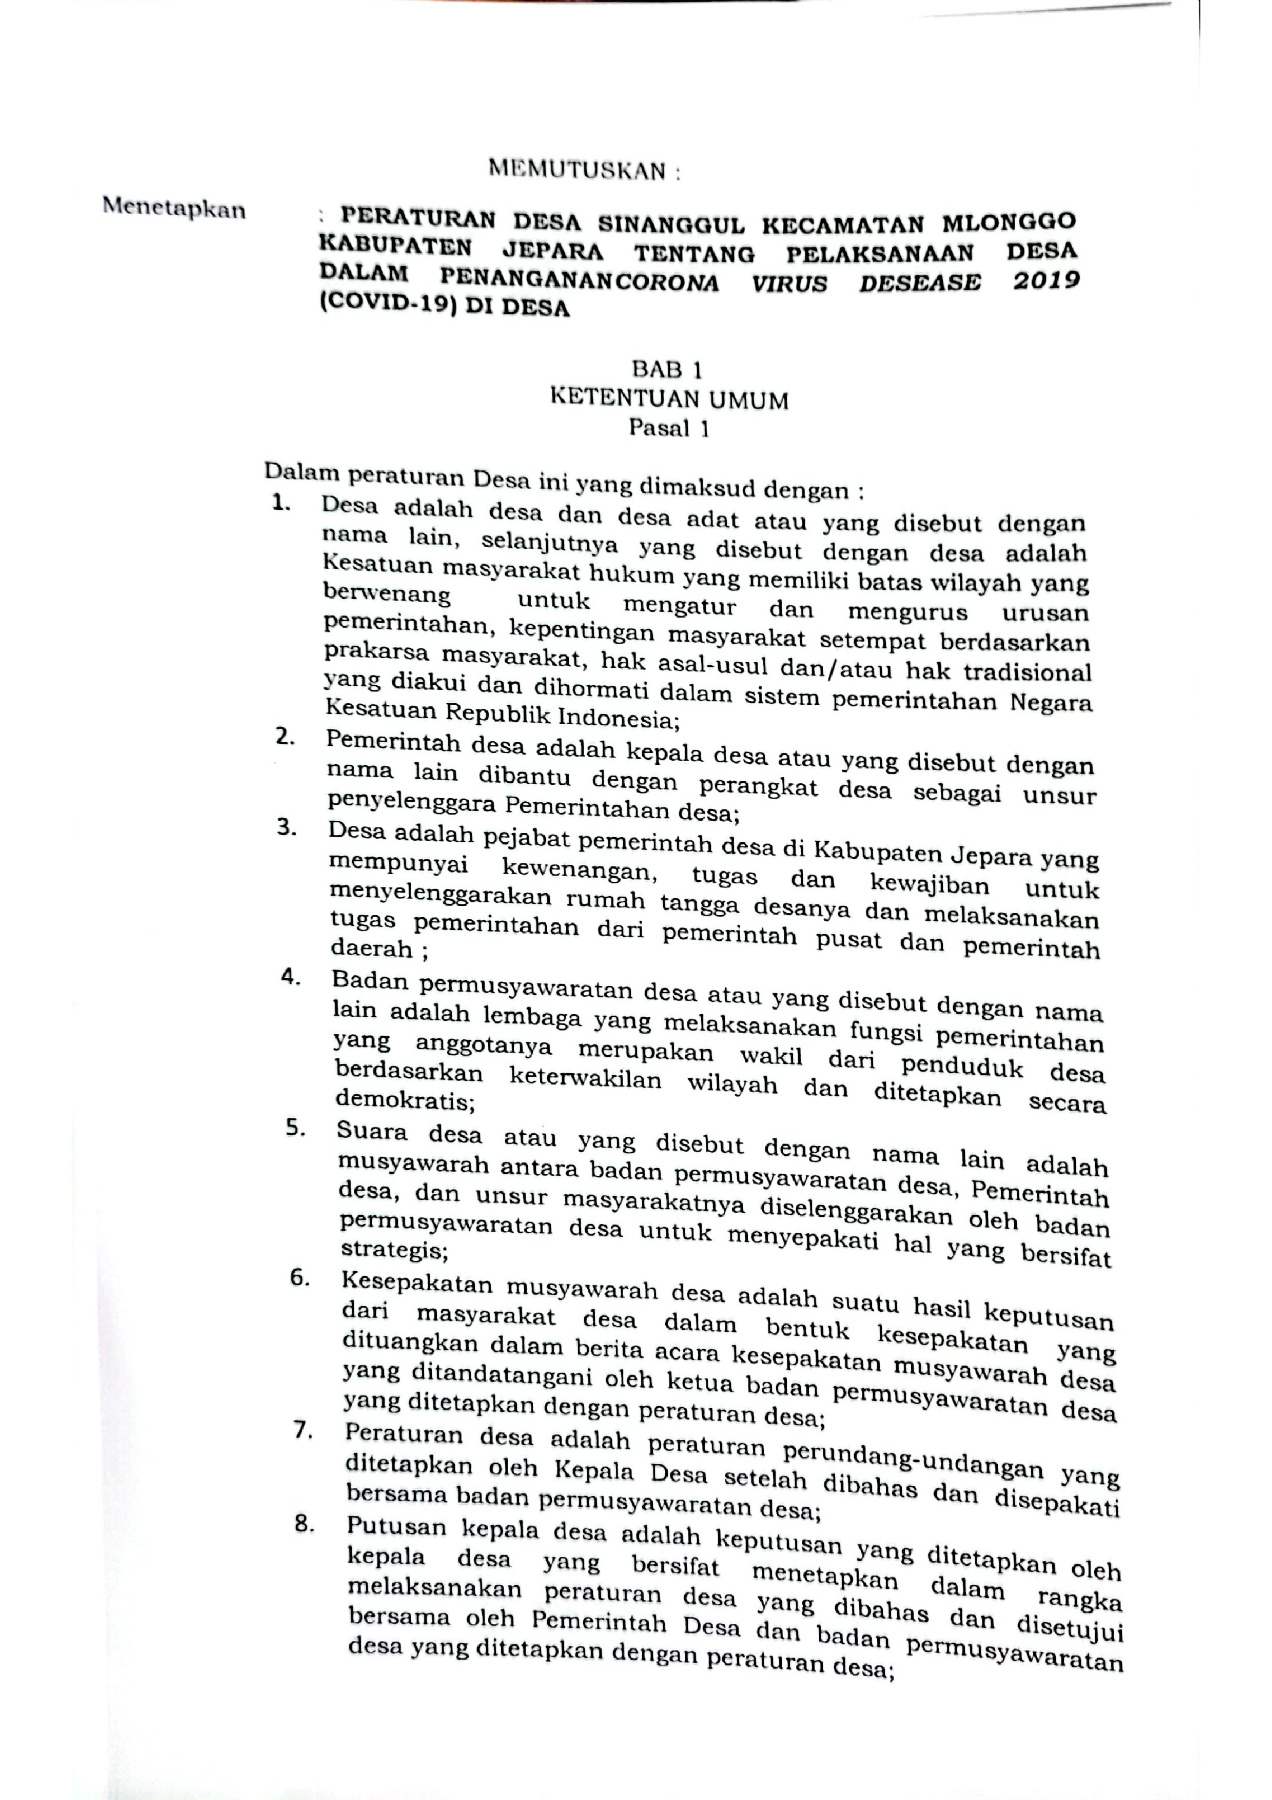 MEMUTUSKAN :
Menetapkan : PERATURAN DESA SINANGGUL KECAMATAN MLONGGO
KABUPATEN JEPARA TENTANG PELAKSANAAN DESA
DALAM PENANGANANCORONA VIRUS DESEASE 2019
(COVID-19) DI DESA
BAB 1
KETENTUAN UMUM
Pasal 1
Dalam peraturan Desa ini yang dimaksud dengan :
1. Desa adalah desa dan desa adat atau yang disebut dengan
nama lain, selanjutnya yang disebut dengan desa adalah
Kesatuan masyarakat hukum yang memiliki batas wilayah yang
berwenang untuk mengatur dan mengurus urusan
pemerintahan, kepentingan masyarakat setempat berdasarkan
prakarsa masyarakat, hak asal-usul dan/atau hak tradisional
yang diakui dan dihormati dalam sistem pemerintahan Negara
Kesatuan Republik Indonesia;
2. Pemerintah desa adalah kepala desa atau yang disebut dengan
nama lain dibantu dengan perangkat desa sebagai unsur
penyelenggara Pemerintahan desa;
3. Desa adalah pejabat pemerintah desa di Kabupaten Jepara yang
mempunyai kewenangan, tugas dan kewajiban untuk
menyelenggarakan rumah tangga desanya dan melaksanakan
tugas pemerintahan dari pemerintah pusat dan pemerintah
daerah ;
4. Badan permusyawaratan desa atau yang disebut dengan nama
lain adalah lembaga yang melaksanakan fungsi pemerintahan
yang anggotanya merupakan wakil dari penduduk desa
berdasarkan keterwakilan wilayah dan ditetapkan secara
demokratis;
5. Suara desa atau yang disebut dengan nama lain adalah
musyawarah antara badan permusyawaratan desa, Pemerintah
desa, dan unsur masyarakatnya diselenggarakan oleh badan
permusyawaratan desa untuk menyepakati hal yang bersifat
strategis;
6. Kesepakatan musyawarah desa adalah suatu hasil keputusan
dari masyarakat desa dalam bentuk kesepakatan yang
dituangkan dalam berita acara kesepakatan musyawarah desa
yang ditandatangani oleh ketua badan permusyawaratan desa
yang ditetapkan dengan peraturan desa;
7. Peraturan desa adalah peraturan perundang-undangan yang
ditetapkan oleh Kepala Desa setelah dibahas dan disepakati
bersama badan permusyawaratan desa;
8. Putusan kepala desa adalah keputusan yang ditetapkan oleh
kepala desa yang bersifat menetapkan dalam rangka
melaksanakan peraturan desa yang dibahas dan disetujui
bersama oleh Pemerintah Desa dan badan permusyawaratan
desa yang ditetapkan dengan peraturan desa;